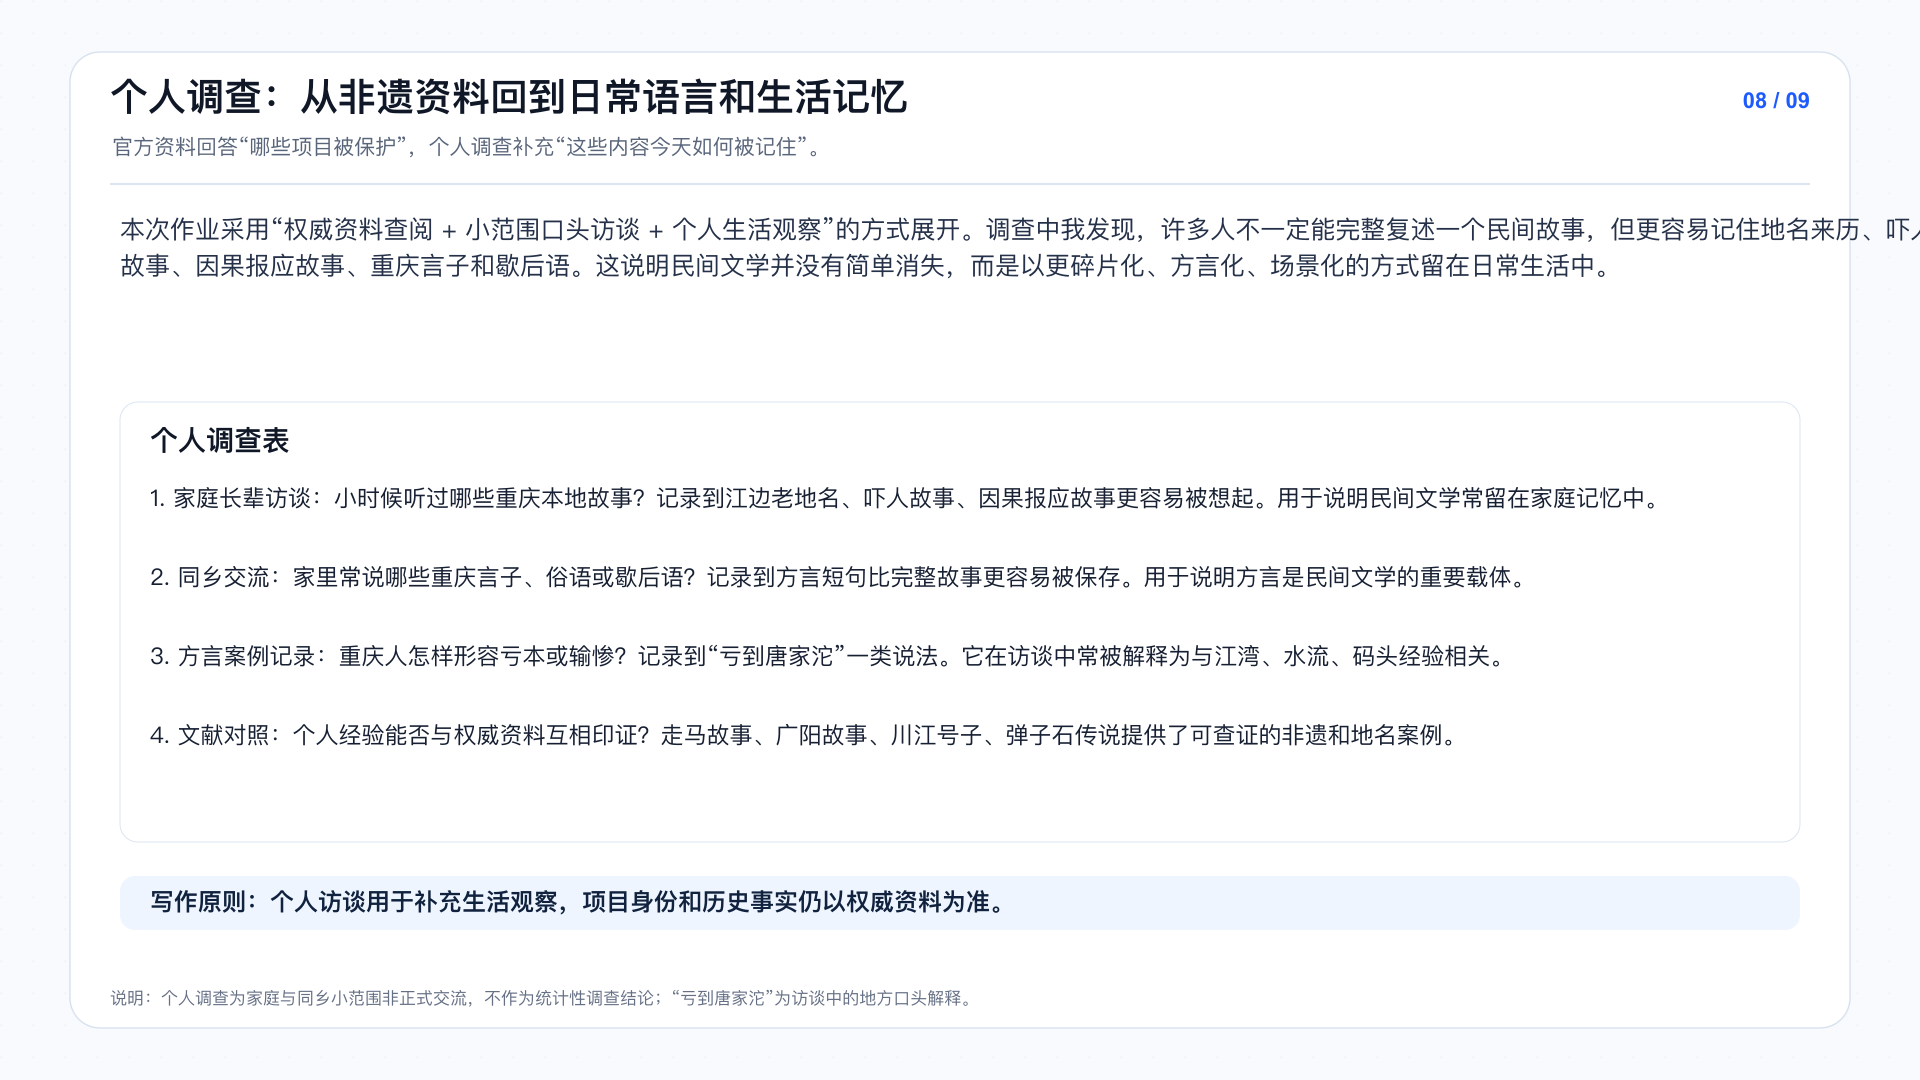 个人调查：从非遗资料回到日常语言和生活记忆
08 / 09
官方资料回答“哪些项目被保护”，个人调查补充“这些内容今天如何被记住”。
本次作业采用“权威资料查阅 + 小范围口头访谈 + 个人生活观察”的方式展开。调查中我发现，许多人不一定能完整复述一个民间故事，但更容易记住地名来历、吓人
故事、因果报应故事、重庆言子和歇后语。这说明民间文学并没有简单消失，而是以更碎片化、方言化、场景化的方式留在日常生活中。
个人调查表
1. 家庭长辈访谈：小时候听过哪些重庆本地故事？记录到江边老地名、吓人故事、因果报应故事更容易被想起。用于说明民间文学常留在家庭记忆中。
2. 同乡交流：家里常说哪些重庆言子、俗语或歇后语？记录到方言短句比完整故事更容易被保存。用于说明方言是民间文学的重要载体。
3. 方言案例记录：重庆人怎样形容亏本或输惨？记录到“亏到唐家沱”一类说法。它在访谈中常被解释为与江湾、水流、码头经验相关。
4. 文献对照：个人经验能否与权威资料互相印证？走马故事、广阳故事、川江号子、弹子石传说提供了可查证的非遗和地名案例。
写作原则：个人访谈用于补充生活观察，项目身份和历史事实仍以权威资料为准。
说明：个人调查为家庭与同乡小范围非正式交流，不作为统计性调查结论；“亏到唐家沱”为访谈中的地方口头解释。